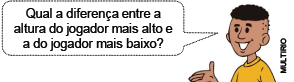 Qual a diferença entre a
altura do jogador mais alto e
a do jogador mais baixo?
MULTIRIO